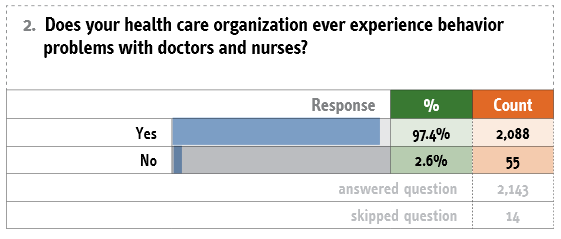 2. Does your health care organization ever experience behavior
problems with doctors and nurses?
Response % Count
Yes 97.4% 2,088
No 2.6% 55
answered question 2,143
skipped question 14